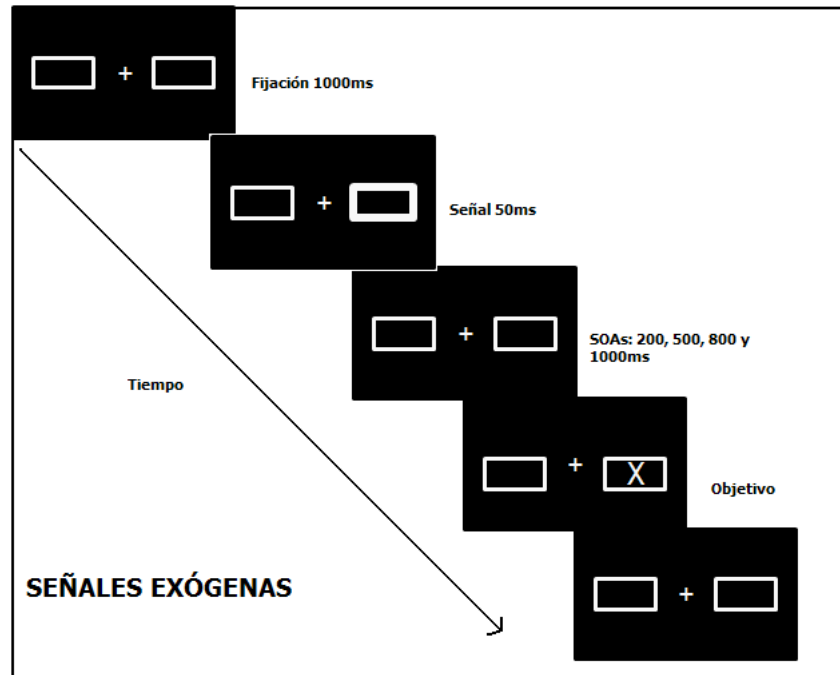 +
Fijación 1000ms
+
Señal 50ms
+
SOAs: 200, 500, 800 y
1000ms
Tiempo
+
X
Objetivo
SEÑALES EXÓGENAS
+